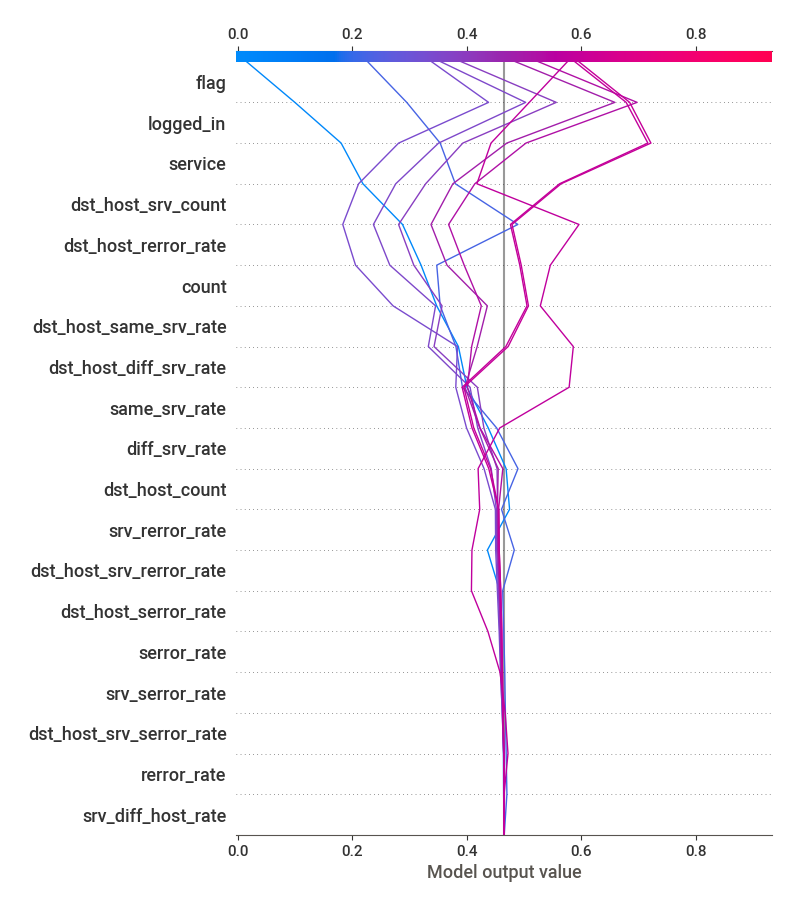 0.0 0.2 0.4 0.6 0.8
flag
logged_in
service
dst_host_srv_count
dst_host_rerror_rate
count
dst_host_same_srv_rate
dst_host_diff_srv_rate
same_srv_rate
diff_srv_rate
dst_host_count
srv_rerror_rate
dst_host_srv_rerror_rate
dst_host_serror_rate
serror_rate
srv_serror_rate
dst_host_srv_serror_rate
rerror_rate
srv_diff_host_rate
0.0 0.2 0.4 0.6 0.8
Model output value